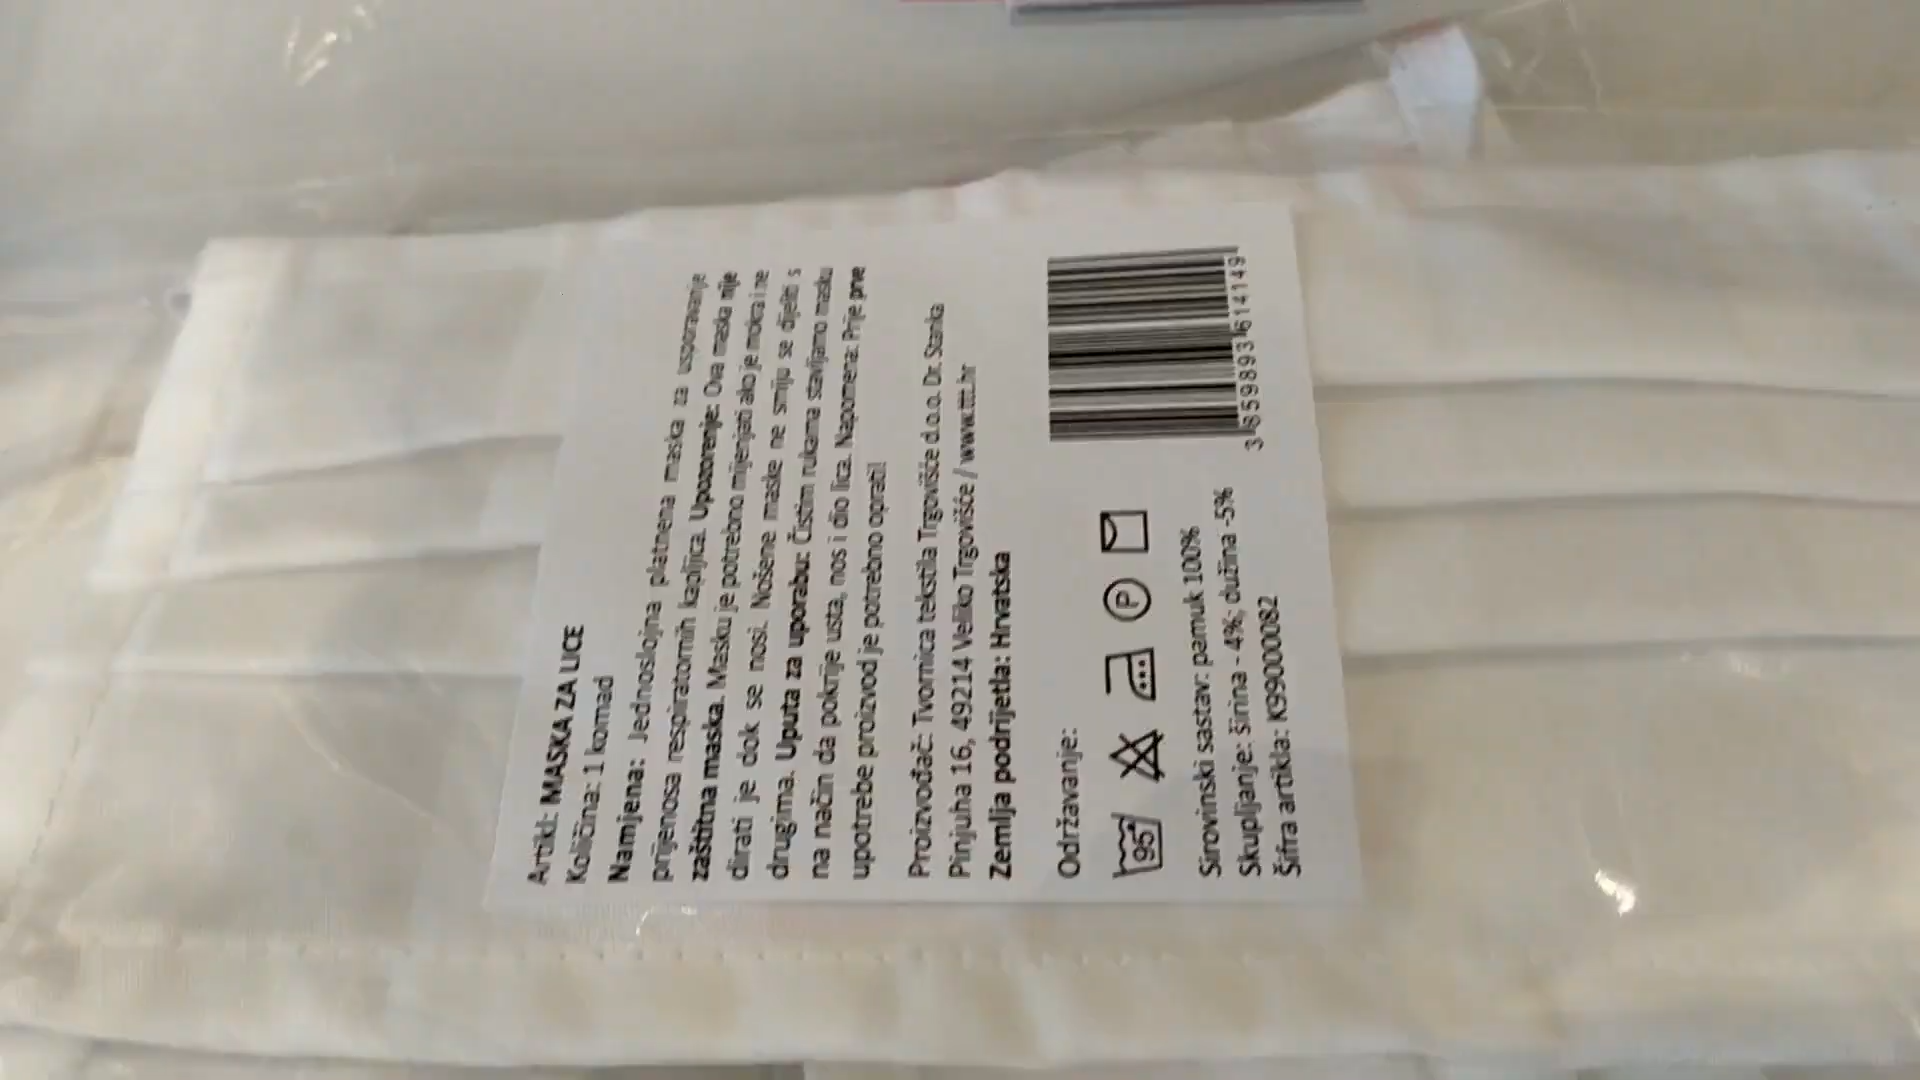 Artikl: MASKA ZA LICE
Količina: 1 komad
Namjena: Jednoslojna platnena maska za usporavanje
prijenosa respiratornih kapljica. Upozorenje: Ova maska nije
zaštitna maska. Masku je potrebno mijenjati ako je mokra i ne
dirati je dok se nosi. Nošene maske ne smiju se dijeliti s
drugima. Uputa za uporabu: Čistim rukama stavljamo masku
na način da pokrije usta, nos i dio lica. Napomena: Prije prve
upotrebe proizvod je potrebno oprati!
Proizvođač: Tvornica tekstila Trgovišće d.o.o. Dr. Stanka
Pinjuha 16, 49214 Veliko Trgovišće / www.ttt.hr
Zemlja podrijetla: Hrvatska
Održavanje:
95 P
Sirovinski sastav: pamuk 100%
Skupljanje: širina - 4%; dužina -5%
Šifra artikla: K99000082
3 859893 614149